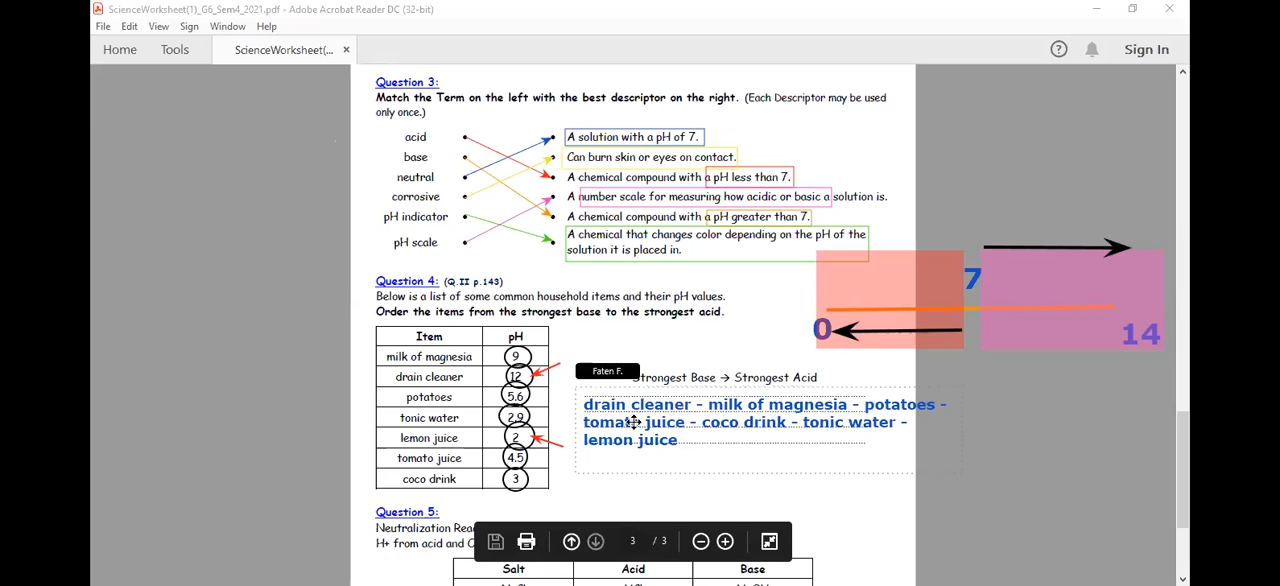 ScienceWorksheet(1)_G6_Sem4_2021.pdf - Adobe Acrobat Reader DC (32-bit)
File Edit View Sign Window Help
Home Tools ScienceWorksheet(... × Sign In
Question 3:
Match the Term on the left with the best descriptor on the right. (Each Descriptor may be used
only once.)
acid A solution with a pH of 7.
base Can burn skin or eyes on contact.
neutral A chemical compound with a pH less than 7.
corrosive A number scale for measuring how acidic or basic a solution is.
pH indicator A chemical compound with a pH greater than 7.
A chemical that changes color depending on the pH of the
pH scale solution it is placed in.
Question 4: (Q.II p.143)
Below is a list of some common household items and their pH values.
Order the items from the strongest base to the strongest acid.
7
0
14
Item pH
milk of magnesia 9
drain cleaner 12
potatoes 5.6
tonic water 2.9
lemon juice 2
tomato juice 4.5
coco drink 3
Faten F.
Strongest Base → Strongest Acid
drain cleaner - milk of magnesia - potatoes -
tomato juice - coco drink - tonic water -
lemon juice
Question 5:
Neutralization
H+ from acid and
3 / 3
Salt Acid Base